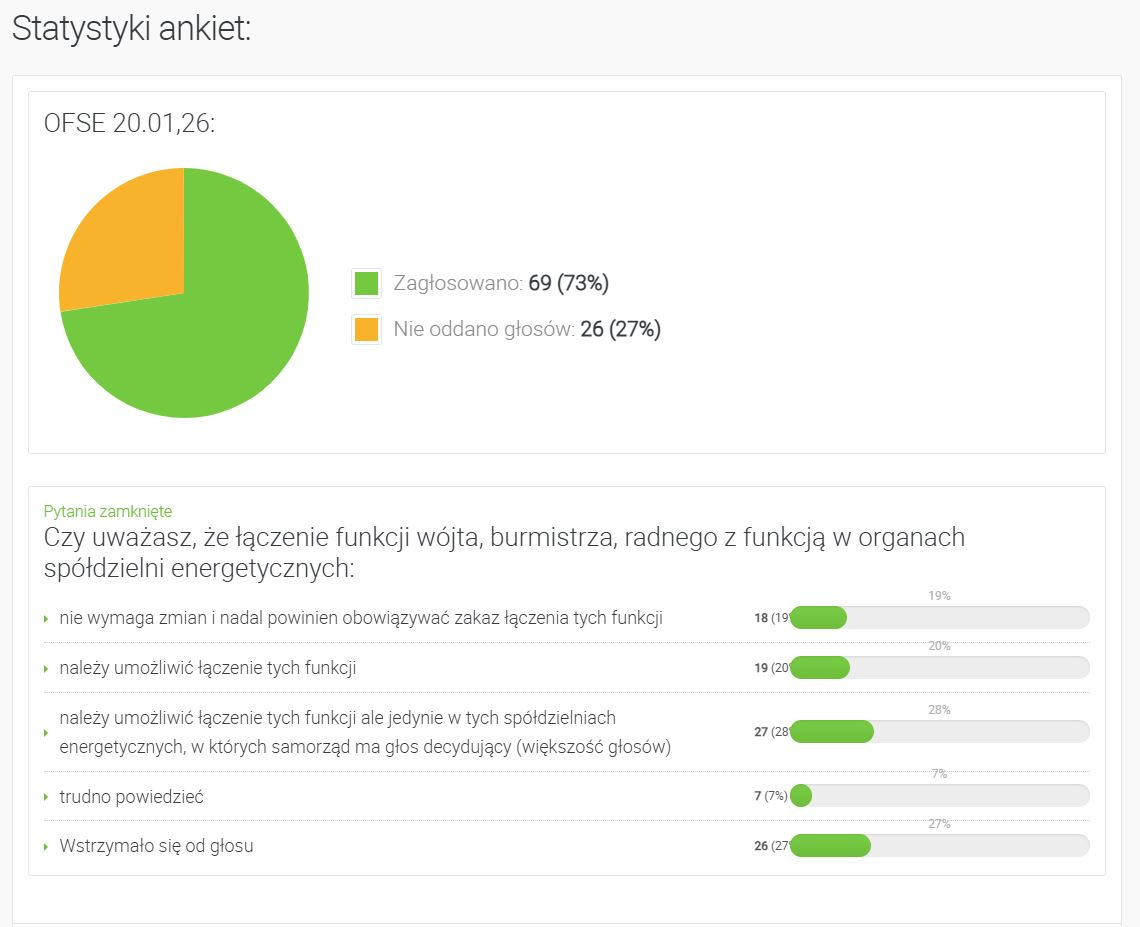 Statystyki ankiet:
OFSE 20.01,26:
Zagłosowano: 69 (73%)
Nie oddano głosów: 26 (27%)
Pytania zamknięte
Czy uważasz, że łączenie funkcji wójta, burmistrza, radnego z funkcją w organach
spółdzielni energetycznych:
19%
nie wymaga zmian i nadal powinien obowiązywać zakaz łączenia tych funkcji 18 (19
20%
należy umożliwić łączenie tych funkcji 19 (20
28%
należy umożliwić łączenie tych funkcji ale jedynie w tych spółdzielniach
energetycznych, w których samorząd ma głos decydujący (większość głosów) 27 (28
7%
trudno powiedzieć 7 (7%)
27%
Wstrzymało się od głosu 26 (27